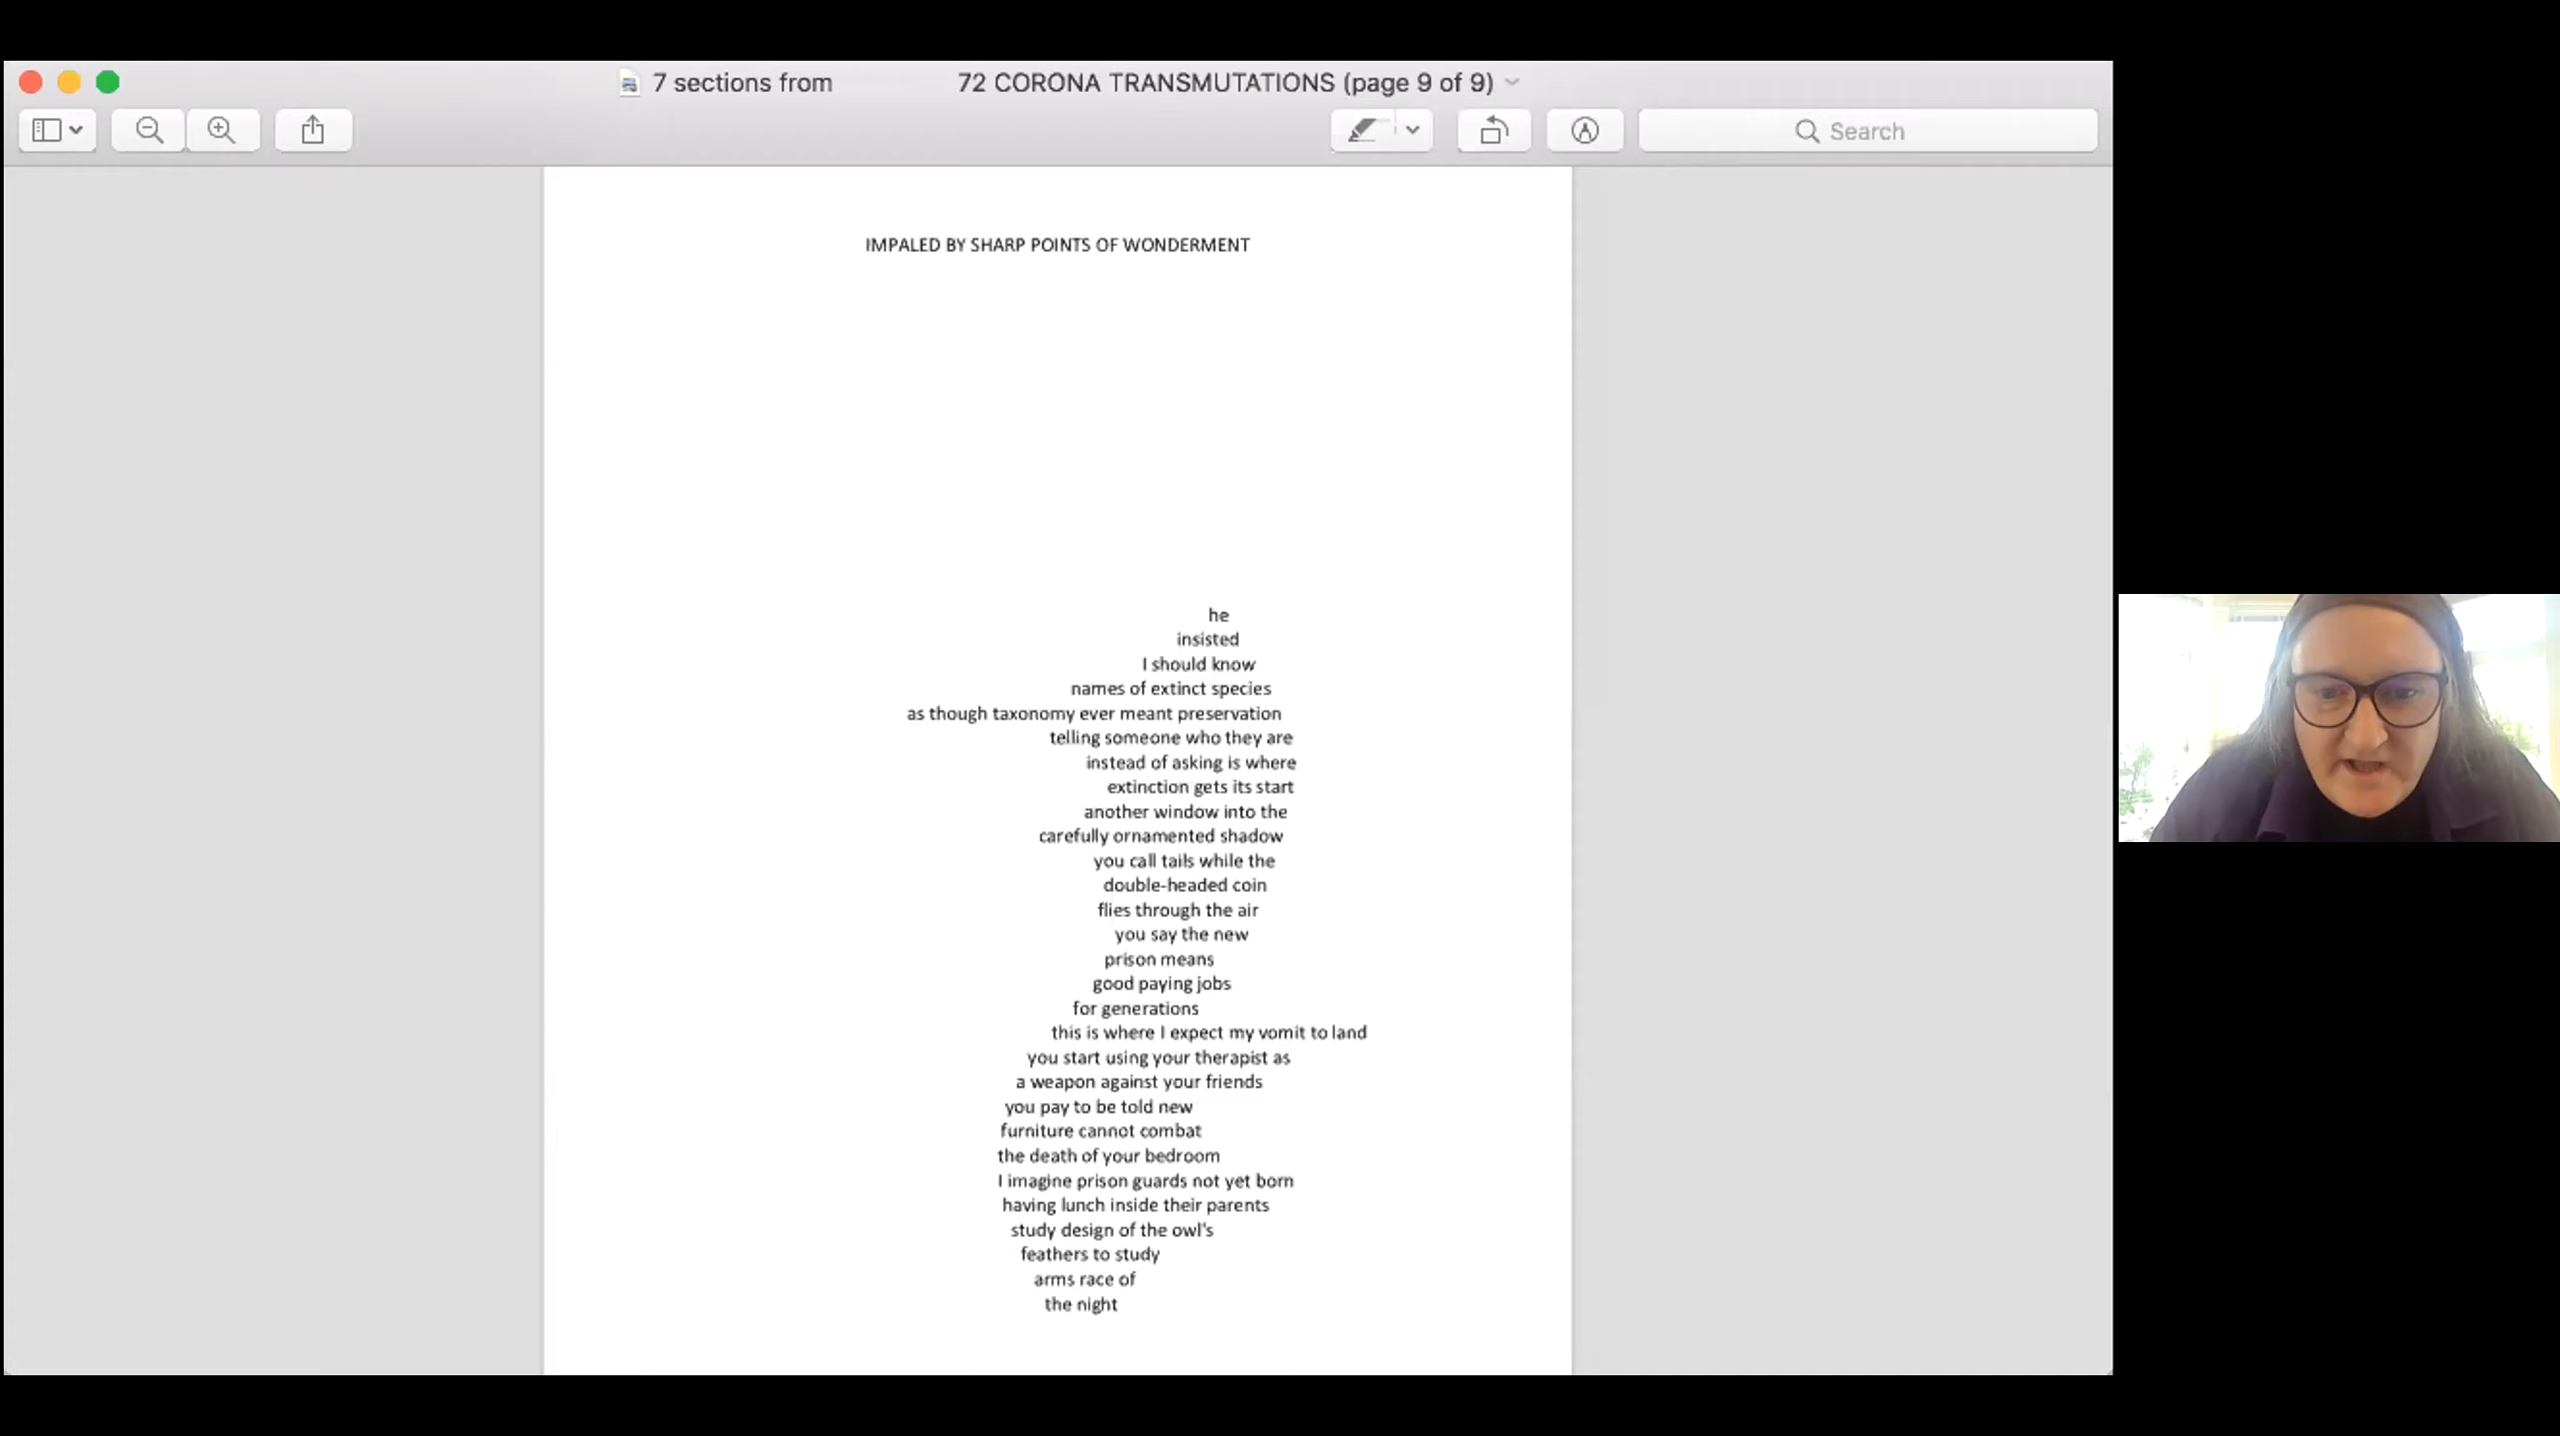 7 sections from 72 CORONA TRANSMUTATIONS (page 9 of 9)
Search
IMPALED BY SHARP POINTS OF WONDERMENT
he
insisted
I should know
names of extinct species
as though taxonomy ever meant preservation
telling someone who they are
instead of asking is where
extinction gets its start
another window into the
carefully ornamented shadow
you call tails while the
double-headed coin
flies through the air
you say the new
prison means
good paying jobs
for generations
this is where I expect my vomit to land
you start using your therapist as
a weapon against your friends
you pay to be told new
furniture cannot combat
the death of your bedroom
I imagine prison guards not yet born
having lunch inside their parents
study design of the owl's
feathers to study
arms race of
the night